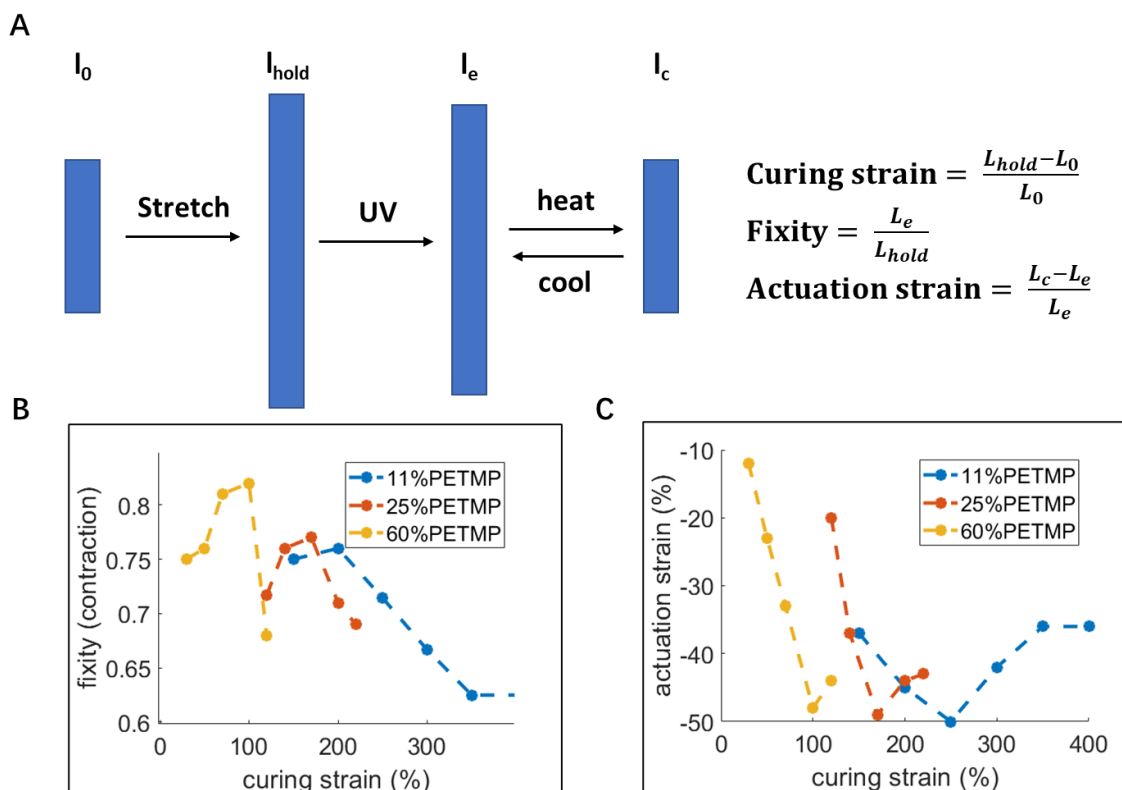 A
l0 lhold le lc
Stretch
UV
heat
cool
Curing strain = Lhold−L0 / L0
Fixity = Le / Lhold
Actuation strain = Lc−Le / Le
B
fixity (contraction)
0.8
0.75
0.7
0.65
0.6
0 100 200 300
curing strain (%)
11%PETMP
25%PETMP
60%PETMP
C
actuation strain (%)
-10
-20
-30
-40
-50
0 100 200 300 400
curing strain (%)
11%PETMP
25%PETMP
60%PETMP